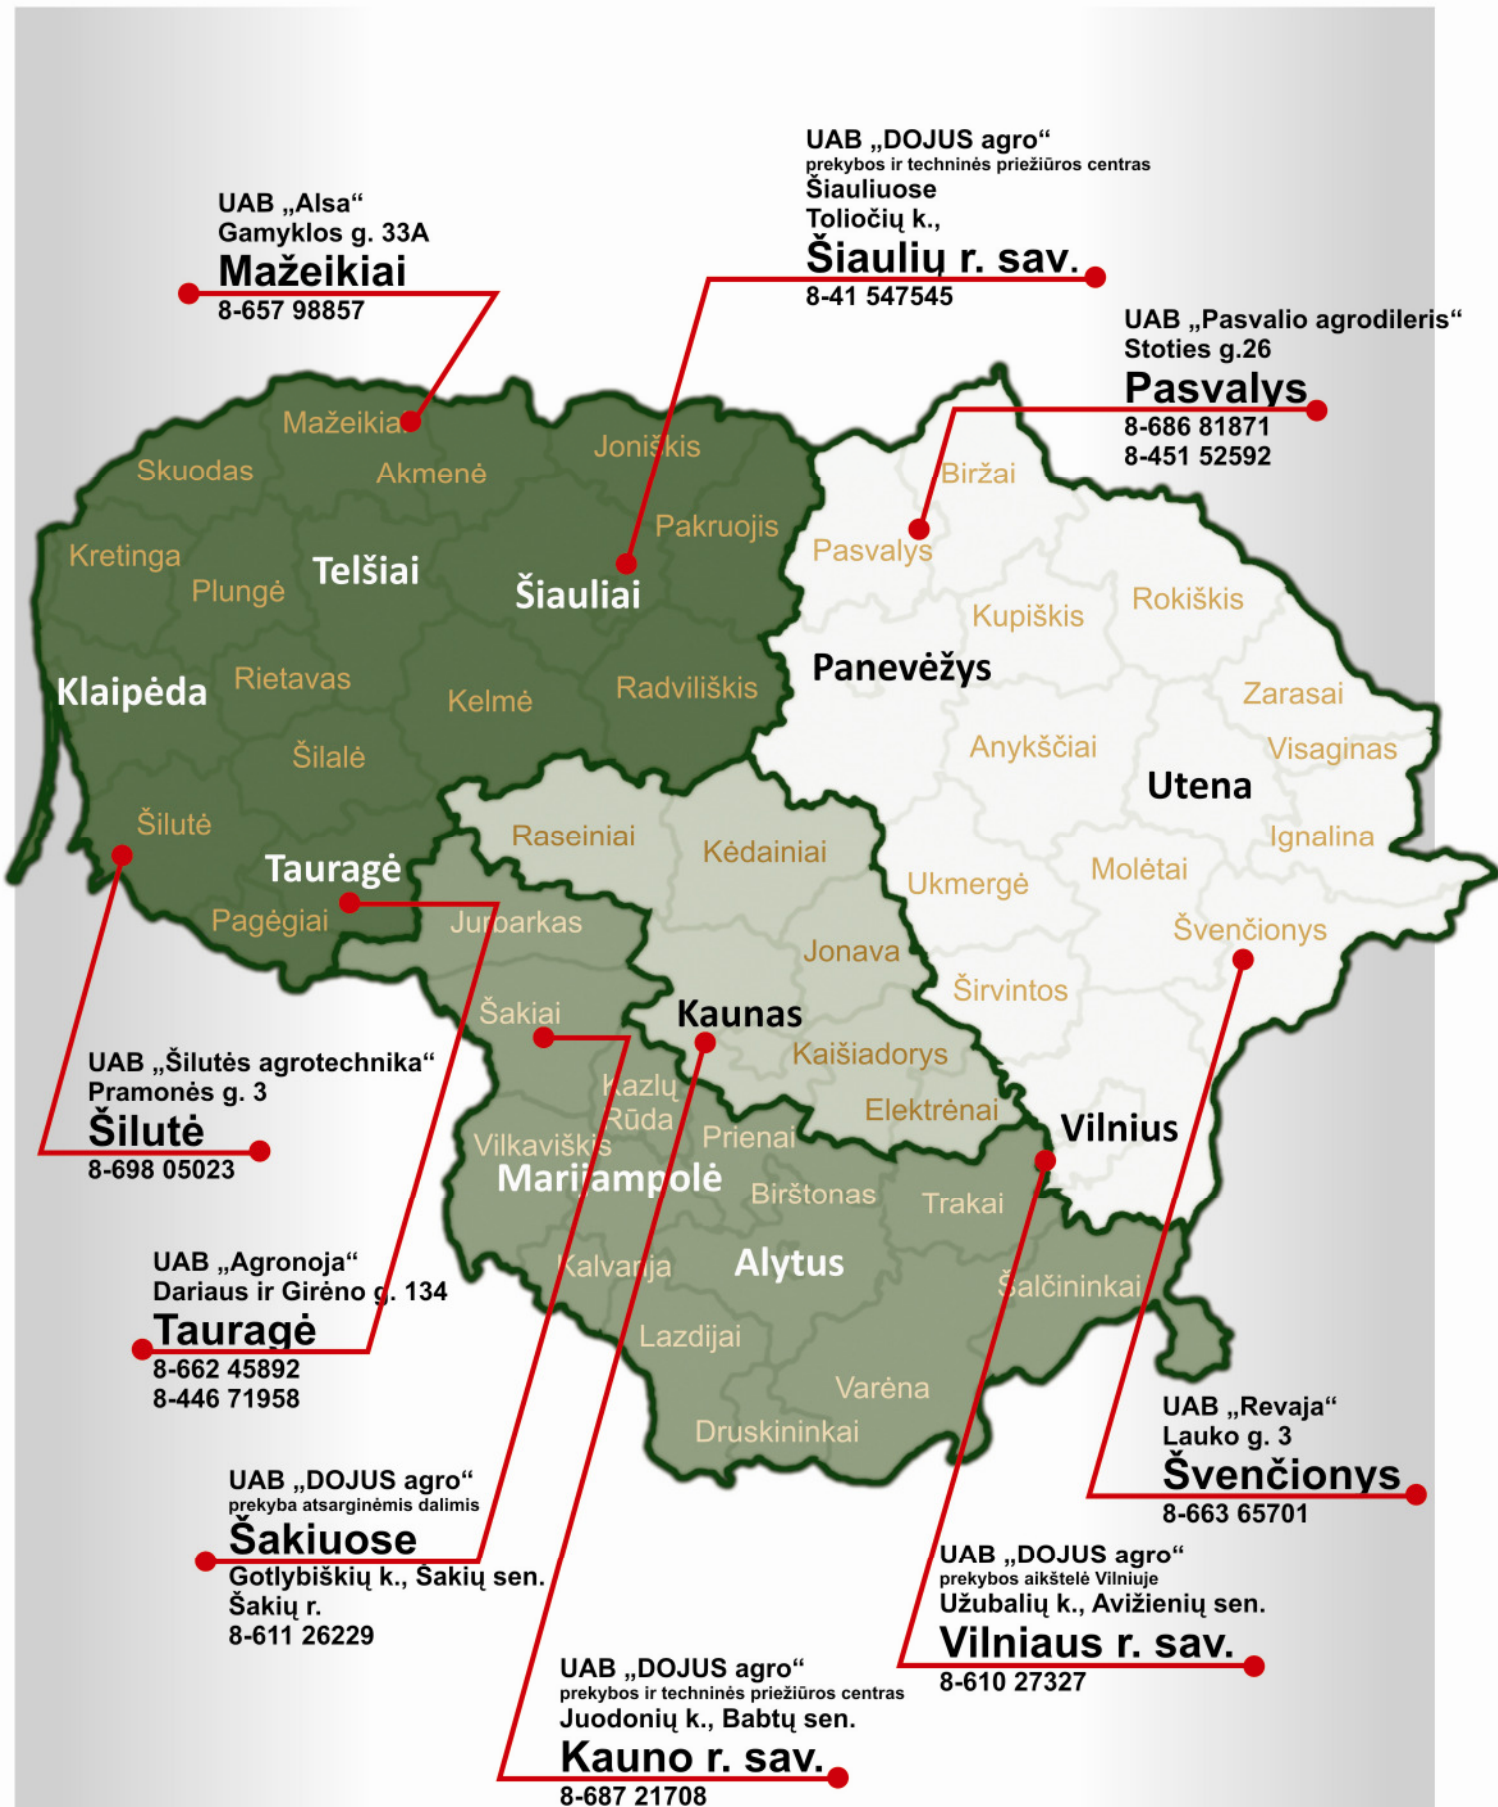 UAB „DOJUS agro“
prekybos ir techninės priežiūros centras
Šiauliuose
Toliočių k.,
Šiaulių r. sav.
8-41 547545
UAB „Alsa“
Gamyklos g. 33A
Mažeikiai
8-657 98857
UAB „Pasvalio agrodileris“
Stoties g.26
Pasvalys
8-686 81871
8-451 52592
Mažeikiai
Skuodas
Akmenė
Joniškis
Biržai
Kretinga
Plungė
Telšiai
Šiauliai
Pakruojis
Pasvalys
Kupiškis
Rokiškis
Klaipėda
Rietavas
Kelmė
Radviliškis
Panevėžys
Zarasai
Šilalė
Anykščiai
Visaginas
Utena
Šilutė
Raseiniai
Kėdainiai
Ignalina
Tauragė
Ukmergė
Molėtai
Pagėgiai
Jurbarkas
Jonava
Švenčionys
Šakiai
Kaunas
Širvintos
Kaišiadorys
Kazlų
Rūda
Elektrėnai
Vilkaviškis
Prienai
Vilnius
Marijampolė
Birštonas
Trakai
Kalvarija
Alytus
Šalčininkai
Lazdijai
Varėna
Druskininkai
UAB „Šilutės agrotechnika“
Pramonės g. 3
Šilutė
8-698 05023
UAB „Agronoja“
Dariaus ir Girėno g. 134
Tauragė
8-662 45892
8-446 71958
UAB „Revaja“
Lauko g. 3
Švenčionys
8-663 65701
UAB „DOJUS agro“
prekyba atsarginėmis dalimis
Šakiuose
Gotlybiškių k., Šakių sen.
Šakių r.
8-611 26229
UAB „DOJUS agro“
prekybos aikštelė Vilniuje
Užubalių k., Avižienių sen.
Vilniaus r. sav.
8-610 27327
UAB „DOJUS agro“
prekybos ir techninės priežiūros centras
Juodonių k., Babtų sen.
Kauno r. sav.
8-687 21708